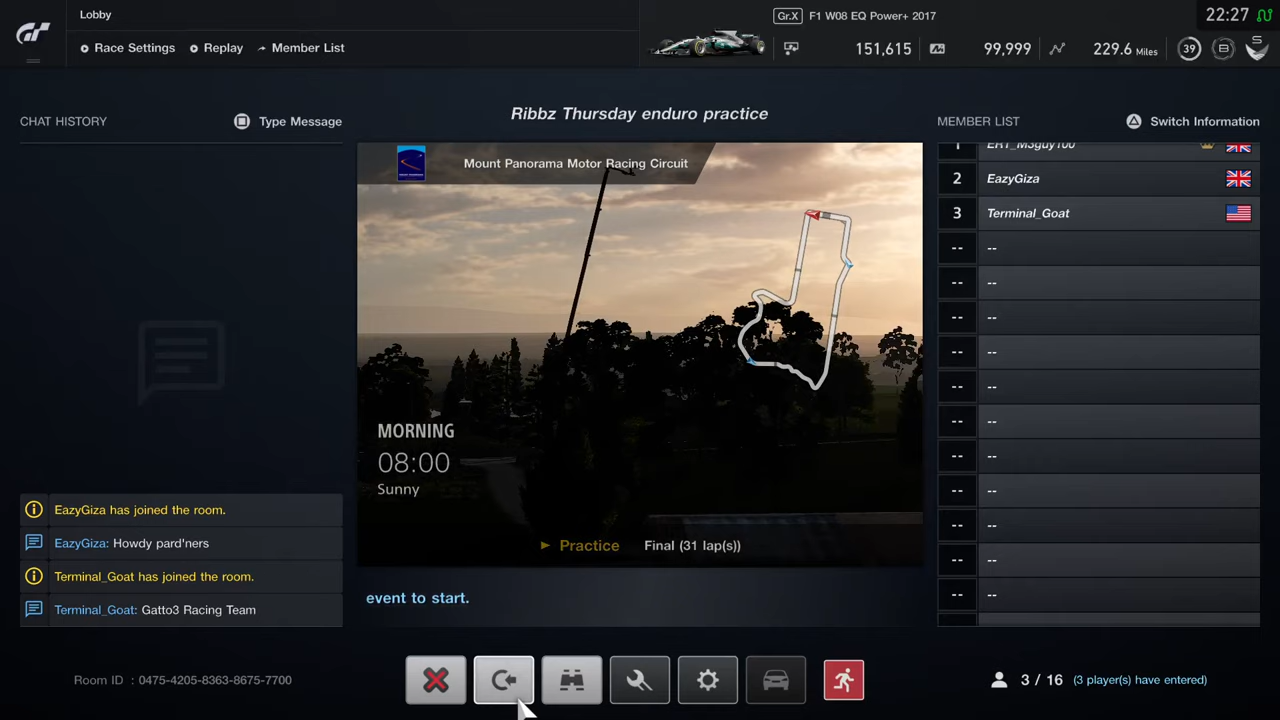 Lobby
Race Settings Replay Member List
Gr.X F1 W08 EQ Power+ 2017
151,615 99,999 229.6 Miles 39 B S
22:27
CHAT HISTORY Type Message
EazyGiza has joined the room.
EazyGiza: Howdy pard'ners
Terminal_Goat has joined the room.
Terminal_Goat: Gatto3 Racing Team
Ribbz Thursday enduro practice
Mount Panorama Motor Racing Circuit
MORNING
08:00
Sunny
Practice Final (31 lap(s))
event to start.
MEMBER LIST Switch Information
1
2 EazyGiza
3 Terminal_Goat
-- --
-- --
-- --
-- --
-- --
-- --
-- --
-- --
-- --
-- --
-- --
Room ID : 0475-4205-8363-8675-7700
3 / 16 (3 player(s) have entered)